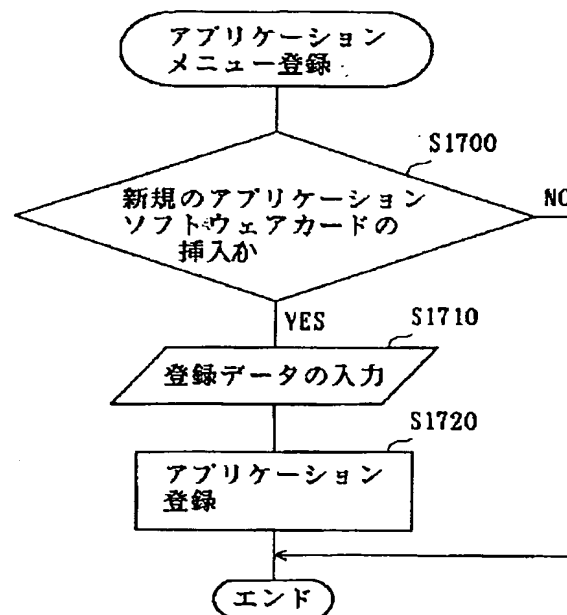 アプリケーション
メニュー登録
S1700
新規のアプリケーション
ソフトウェアカードの
挿入か
NO
YES
S1710
登録データの入力
S1720
アプリケーション
登録
エンド